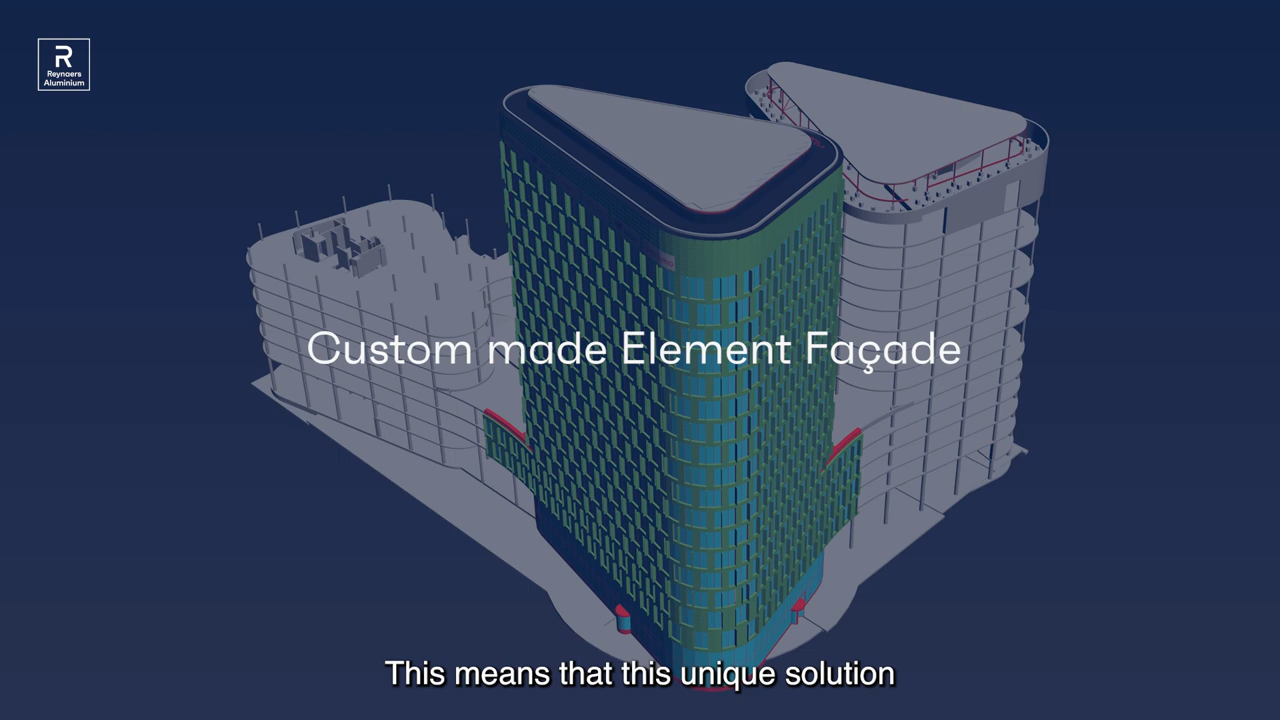 R
Reynaers
Aluminium
Custom made Element Façade
This means that this unique solution